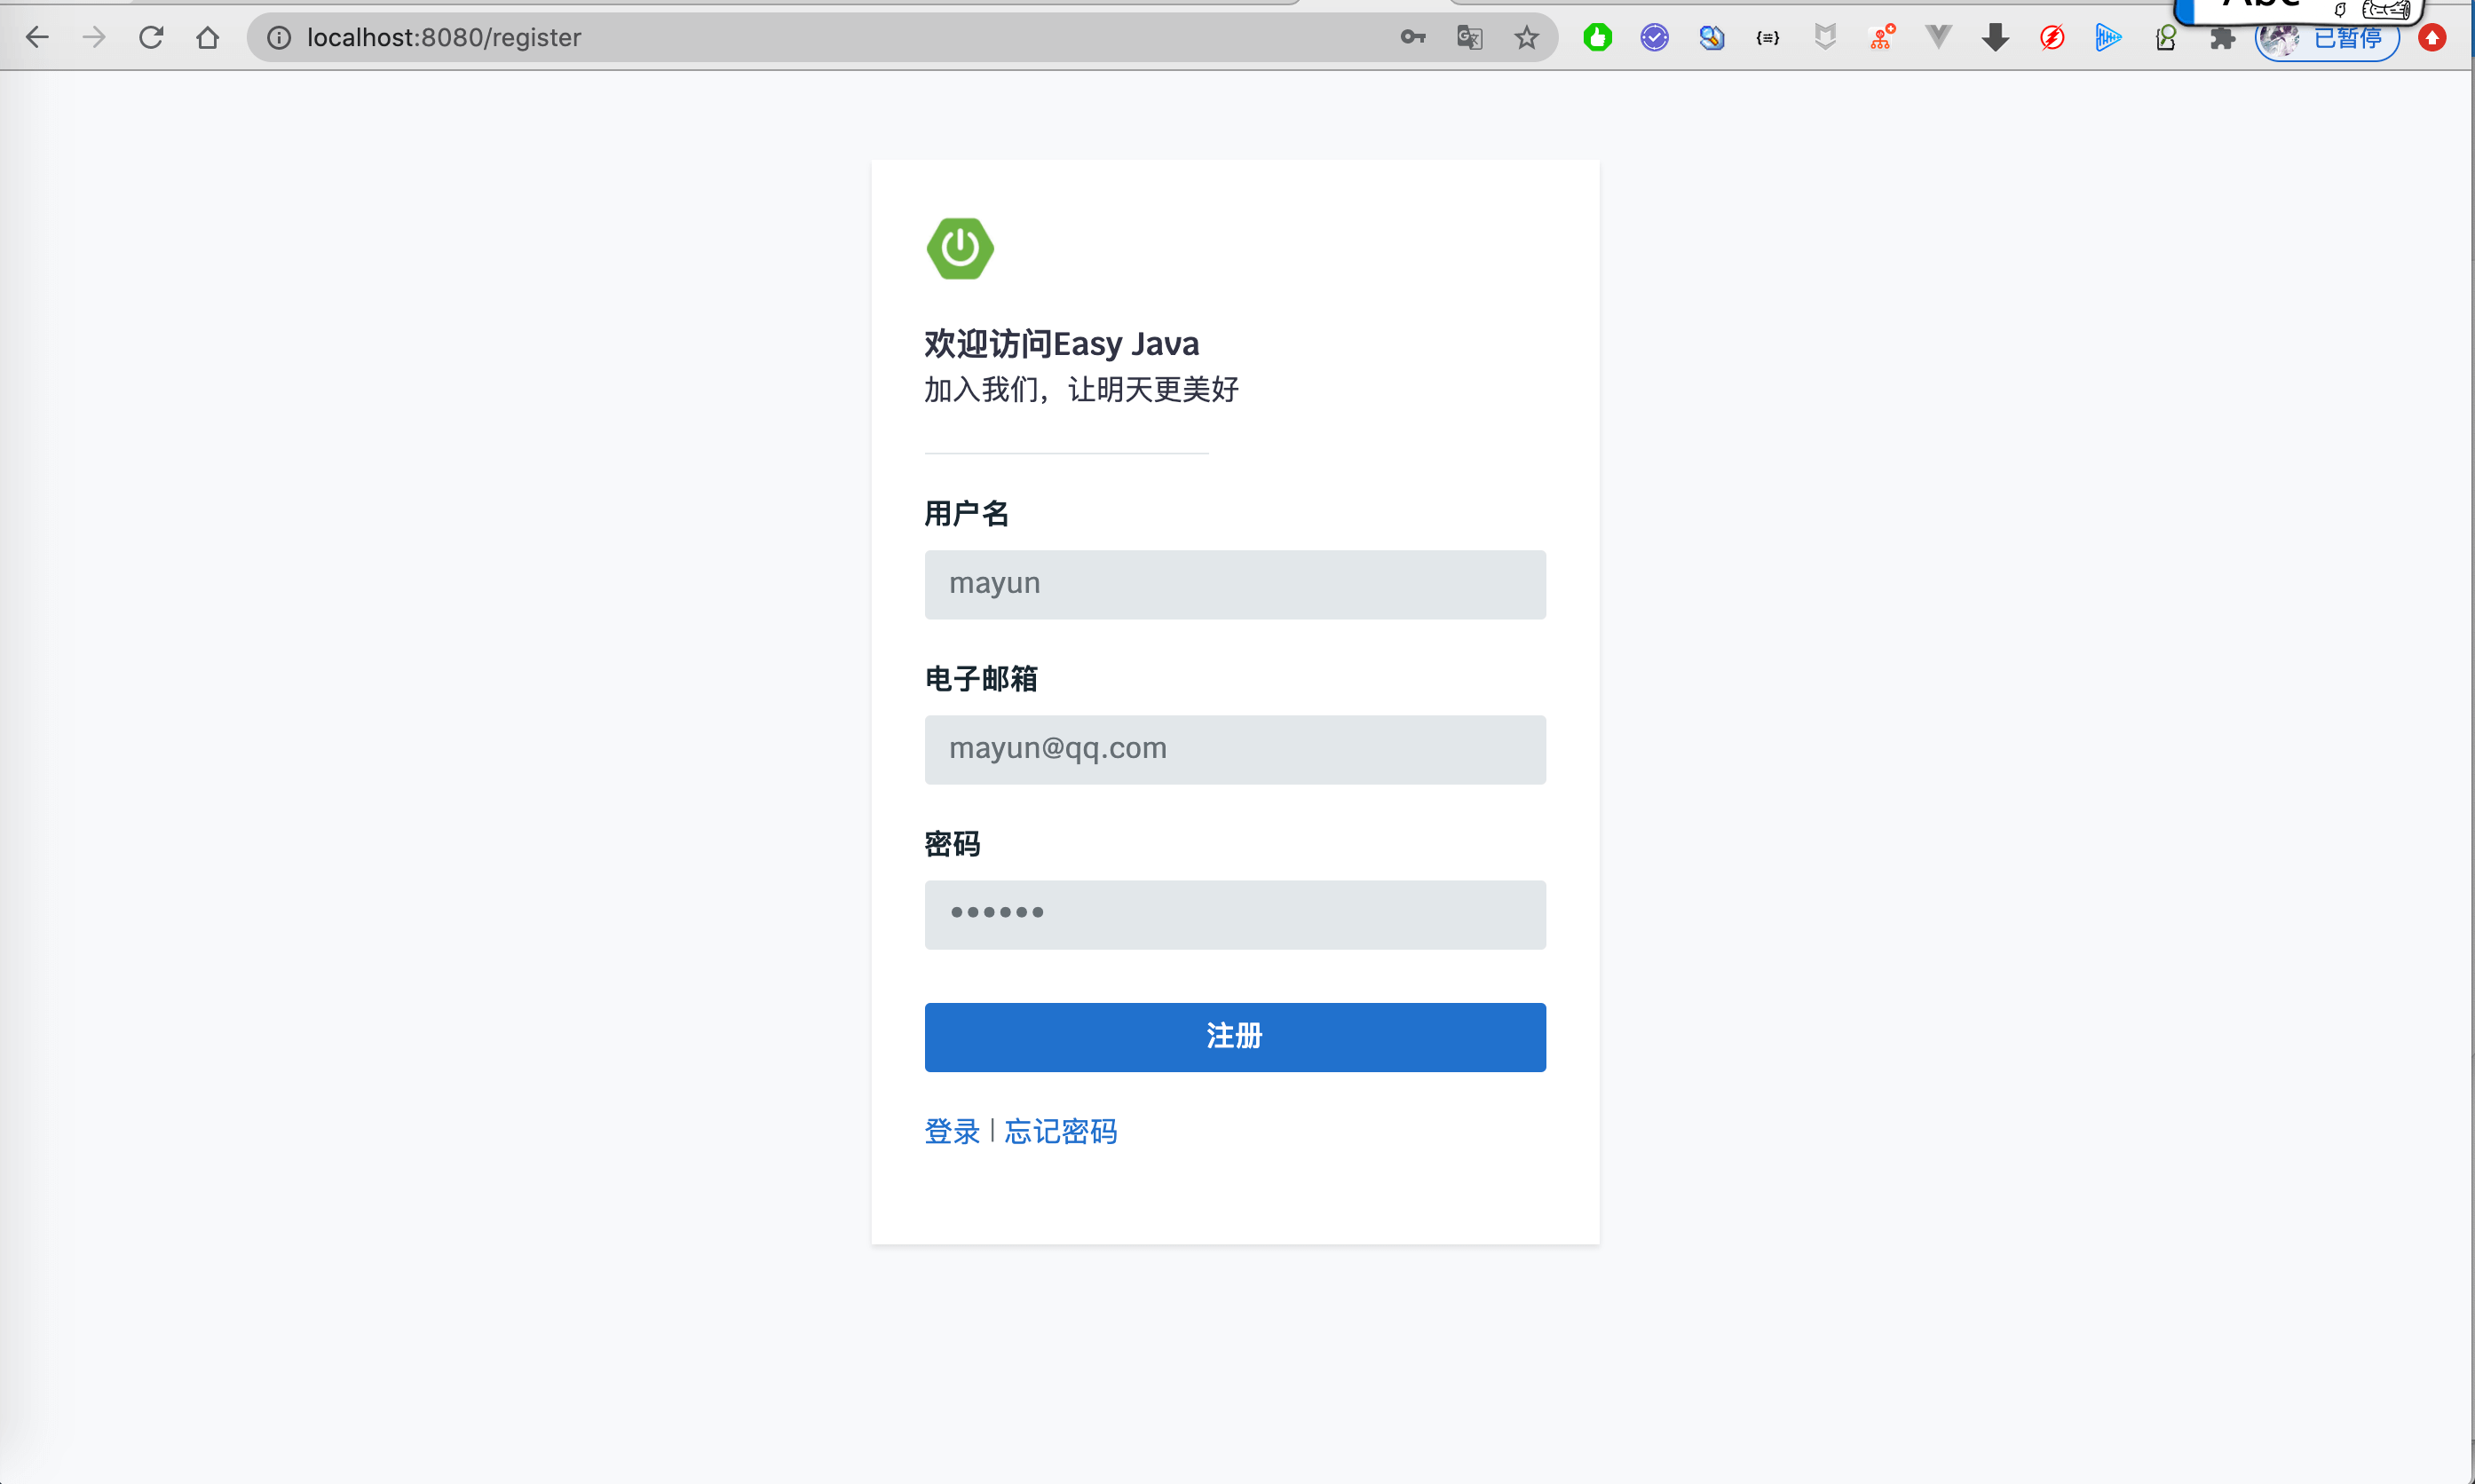 localhost:8080/register
已暂停
欢迎访问Easy Java
加入我们，让明天更美好
用户名
mayun
电子邮箱
mayun@qq.com
密码
••••••
注册
登录 | 忘记密码